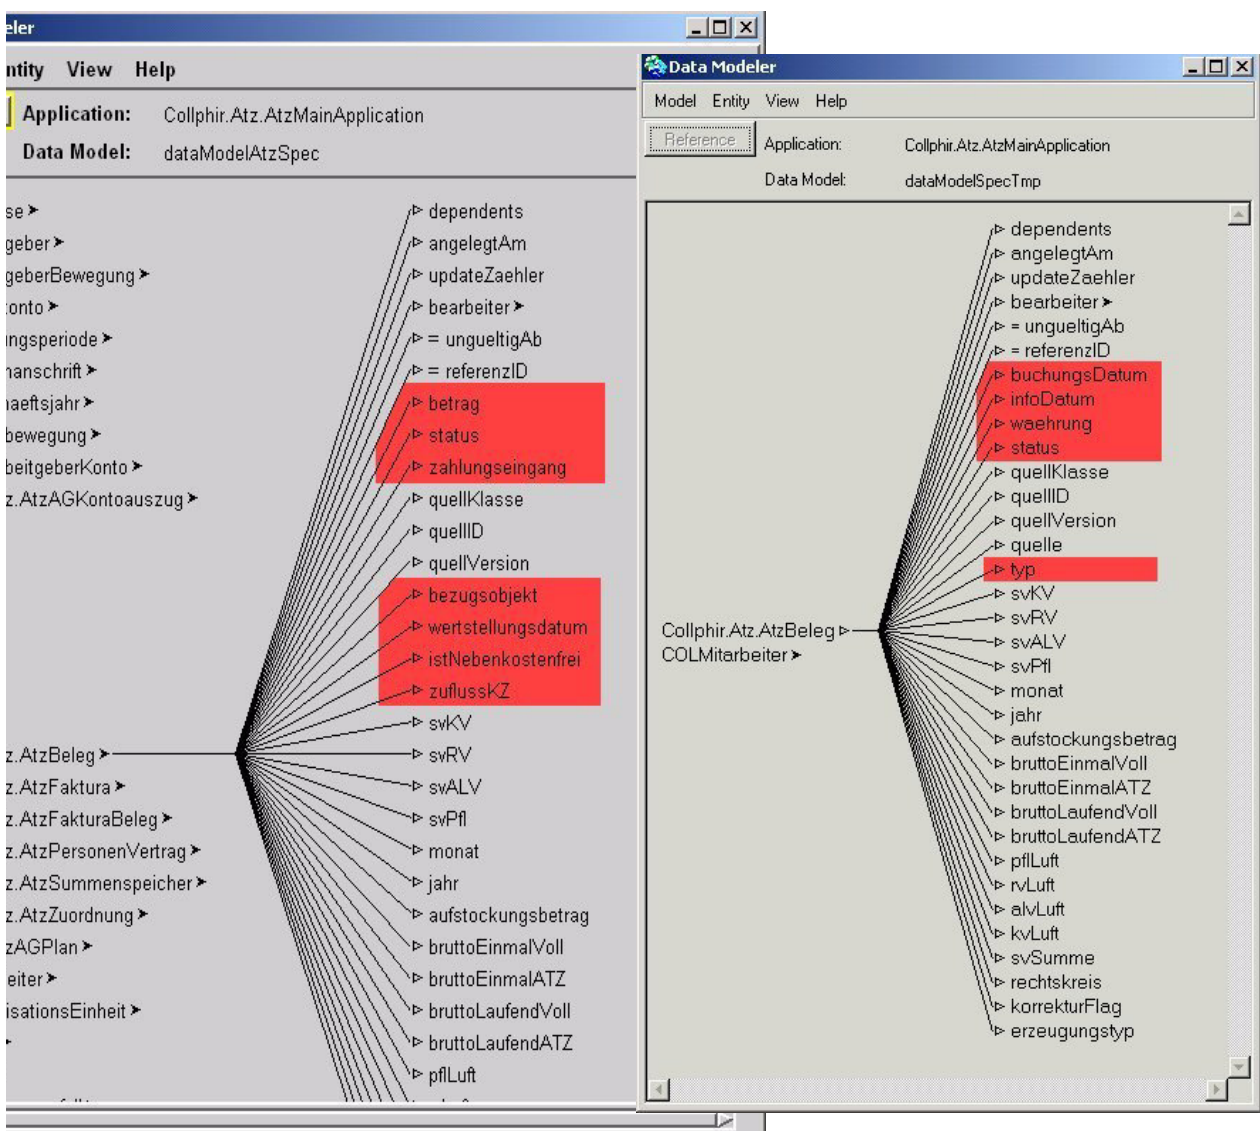 eler
ntity View Help
Application: Collphir.Atz.AtzMainApplication
Data Model: dataModelAtzSpec
se
geber
geberBewegung
konto
ungsperiode
nanschrift
haeftsjahr
bewegung
beitgeberKonto
z.AtzAGKontoauszug
z.AtzBeleg
z.AtzFaktura
z.AtzFakturaBeleg
z.AtzPersonenVertrag
z.AtzSummenspeicher
z.AtzZuordnung
zAGPlan
eiter
isationsEinheit
dependents
angelegtAm
updateZaehler
bearbeiter
= ungueltigAb
= referenzID
betrag
status
zahlungseingang
quellKlasse
quellID
quellVersion
bezugsobjekt
wertstellungsdatum
istNebenkostenfrei
zuflussKZ
svKV
svRV
svALV
svPfl
monat
jahr
aufstockungsbetrag
bruttoEinmalVoll
bruttoEinmalATZ
bruttoLaufendVoll
bruttoLaufendATZ
pflLuft
Data Modeler
Model Entity View Help
Reference
Application: Collphir.Atz.AtzMainApplication
Data Model: dataModelSpecTmp
Collphir.Atz.AtzBeleg
COLMitarbeiter
dependents
angelegtAm
updateZaehler
bearbeiter
= ungueltigAb
= referenzID
buchungsDatum
infoDatum
waehrung
status
quellKlasse
quellID
quellVersion
quelle
typ
svKV
svRV
svALV
svPfl
monat
jahr
aufstockungsbetrag
bruttoEinmalVoll
bruttoEinmalATZ
bruttoLaufendVoll
bruttoLaufendATZ
pflLuft
rvLuft
alvLuft
kvLuft
svSumme
rechtskreis
korrekturFlag
erzeugungstyp